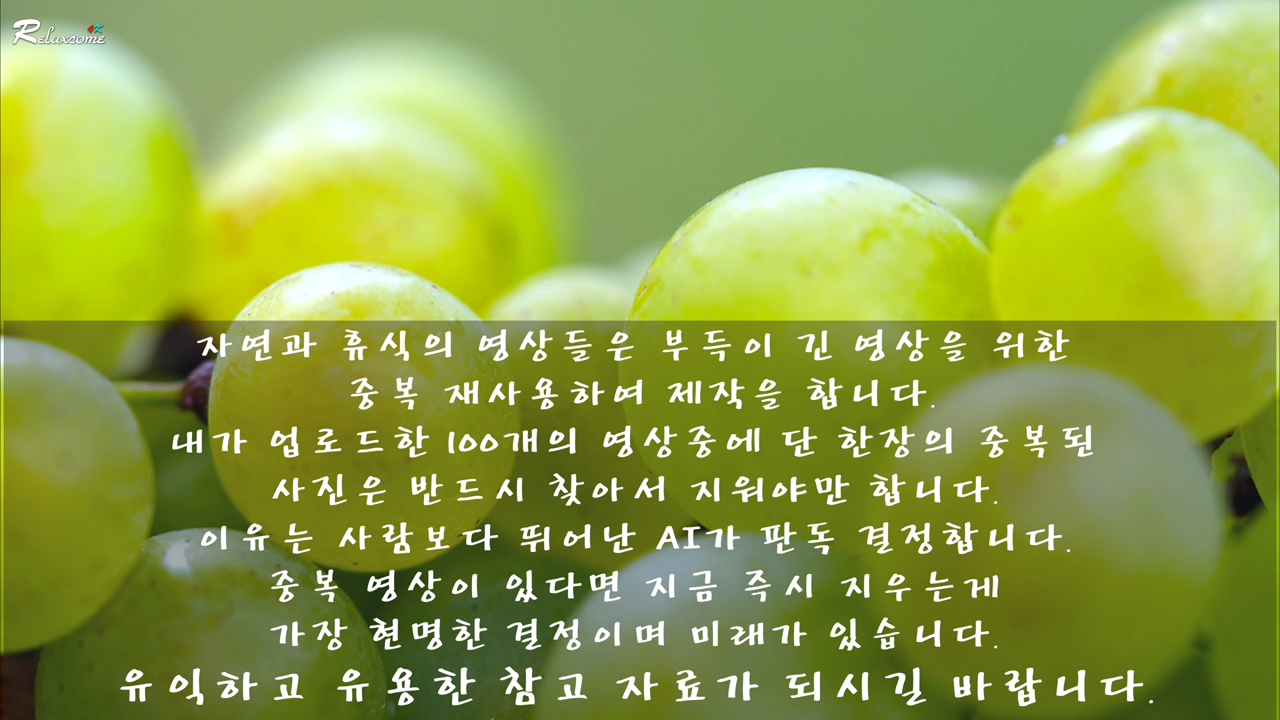 Relaxcome
자연과 휴식의 영상들은 부득이 긴 영상을 위한
중복 재사용하여 제작을 합니다.
내가 업로드한 100개의 영상중에 단 한장의 중복된
사진은 반드시 찾아서 지워야만 합니다.
이유는 사람보다 뛰어난 AI가 판독 결정합니다.
중복 영상이 있다면 지금 즉시 지우는게
가장 현명한 결정이며 미래가 있습니다.
유익하고 유용한 참고 자료가 되시길 바랍니다.